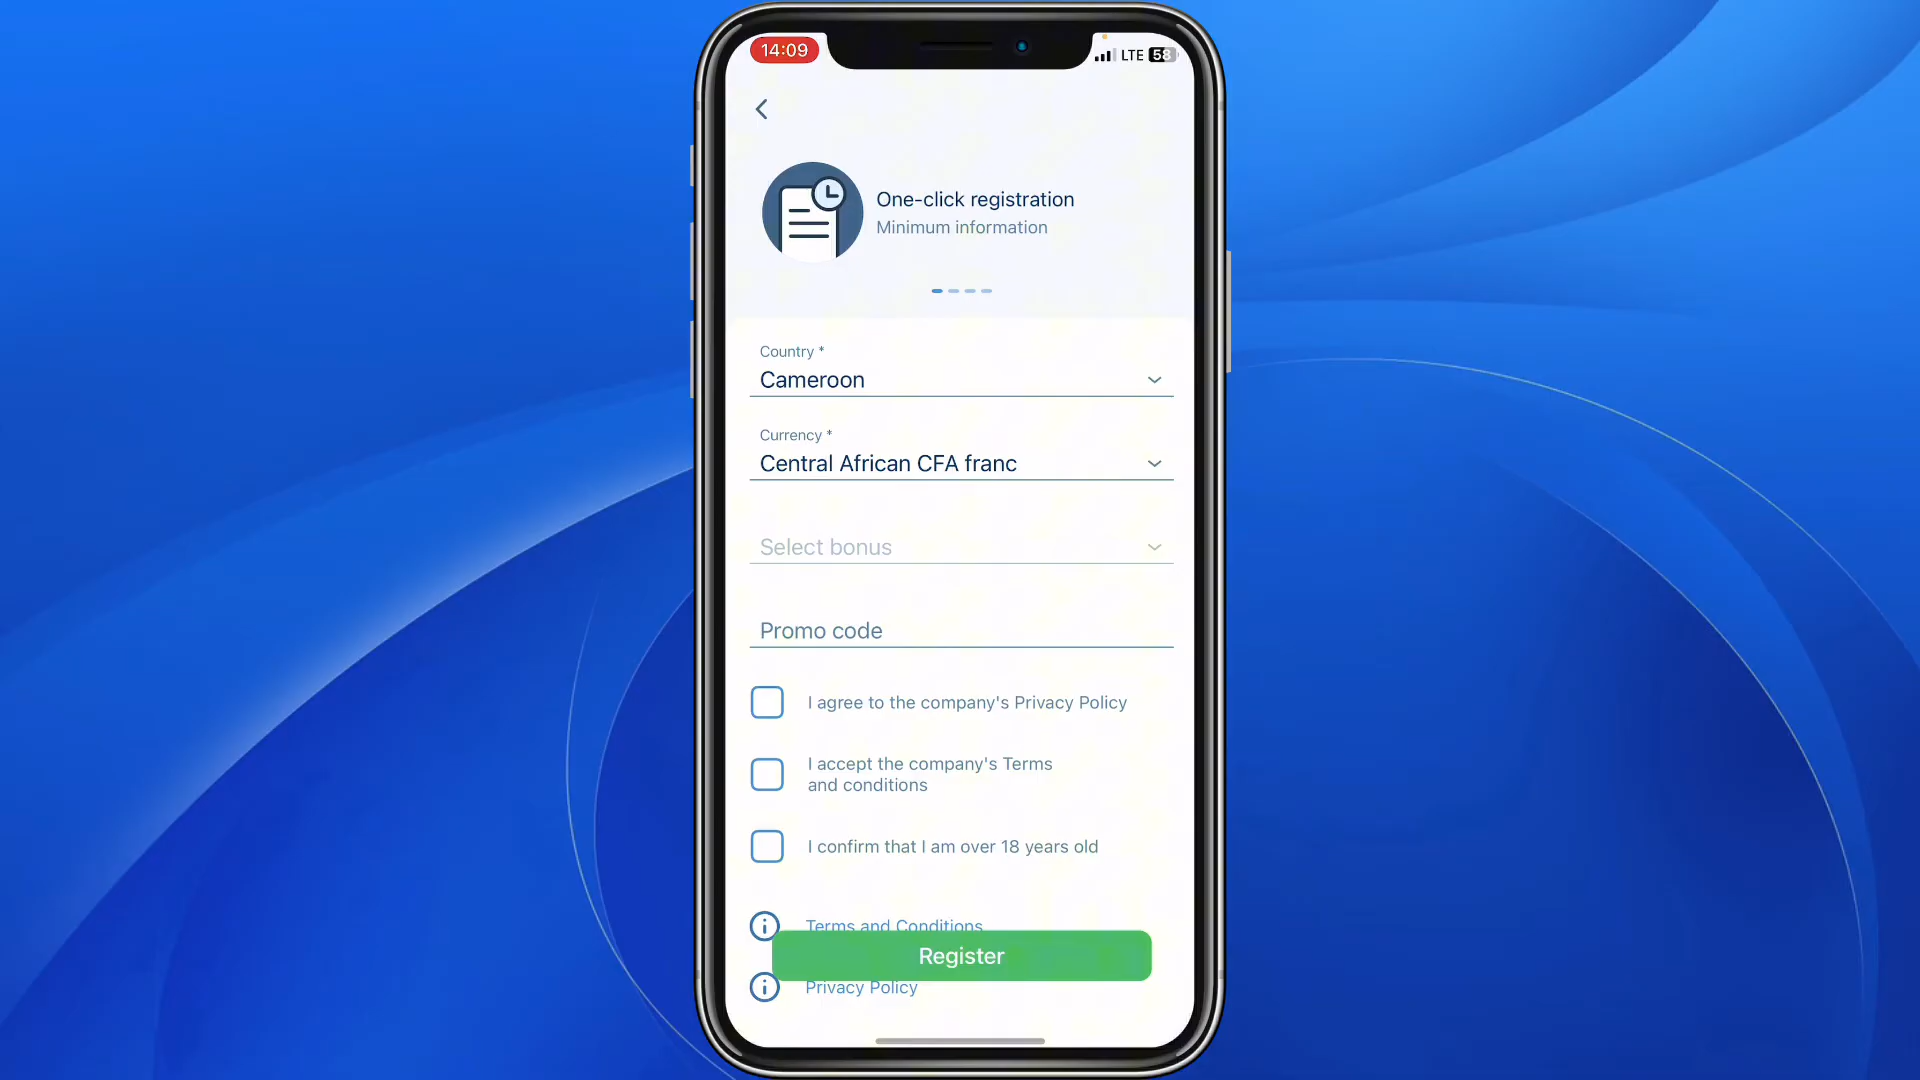 14:09
LTE 58
One-click registration
Minimum information
Country *
Cameroon
Currency *
Central African CFA franc
Select bonus
Promo code
I agree to the company's Privacy Policy
I accept the company's Terms
and conditions
I confirm that I am over 18 years old
Terms and Conditions
Register
Privacy Policy